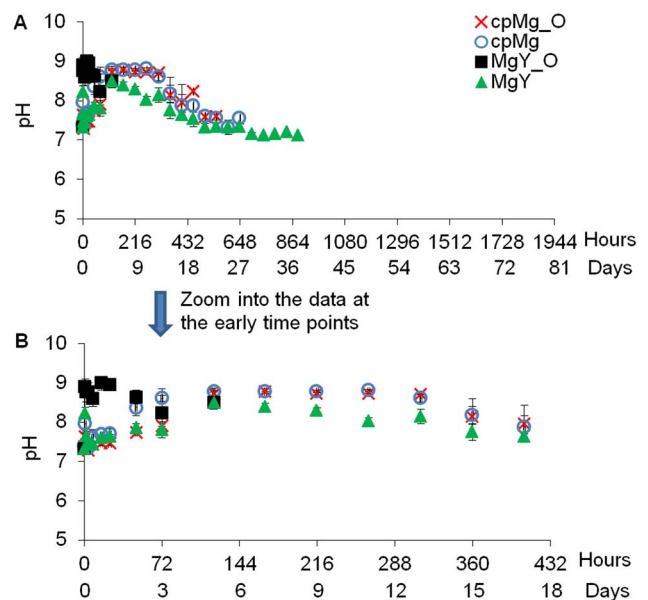 A
cpMg_O
cpMg
MgY_O
MgY
10
9
8
7
6
5
pH
0 216 432 648 864 1080 1296 1512 1728 1944 Hours
0 9 18 27 36 45 54 63 72 81 Days
Zoom into the data at
the early time points
B
10
9
8
7
6
5
pH
0 72 144 216 288 360 432 Hours
0 3 6 9 12 15 18 Days